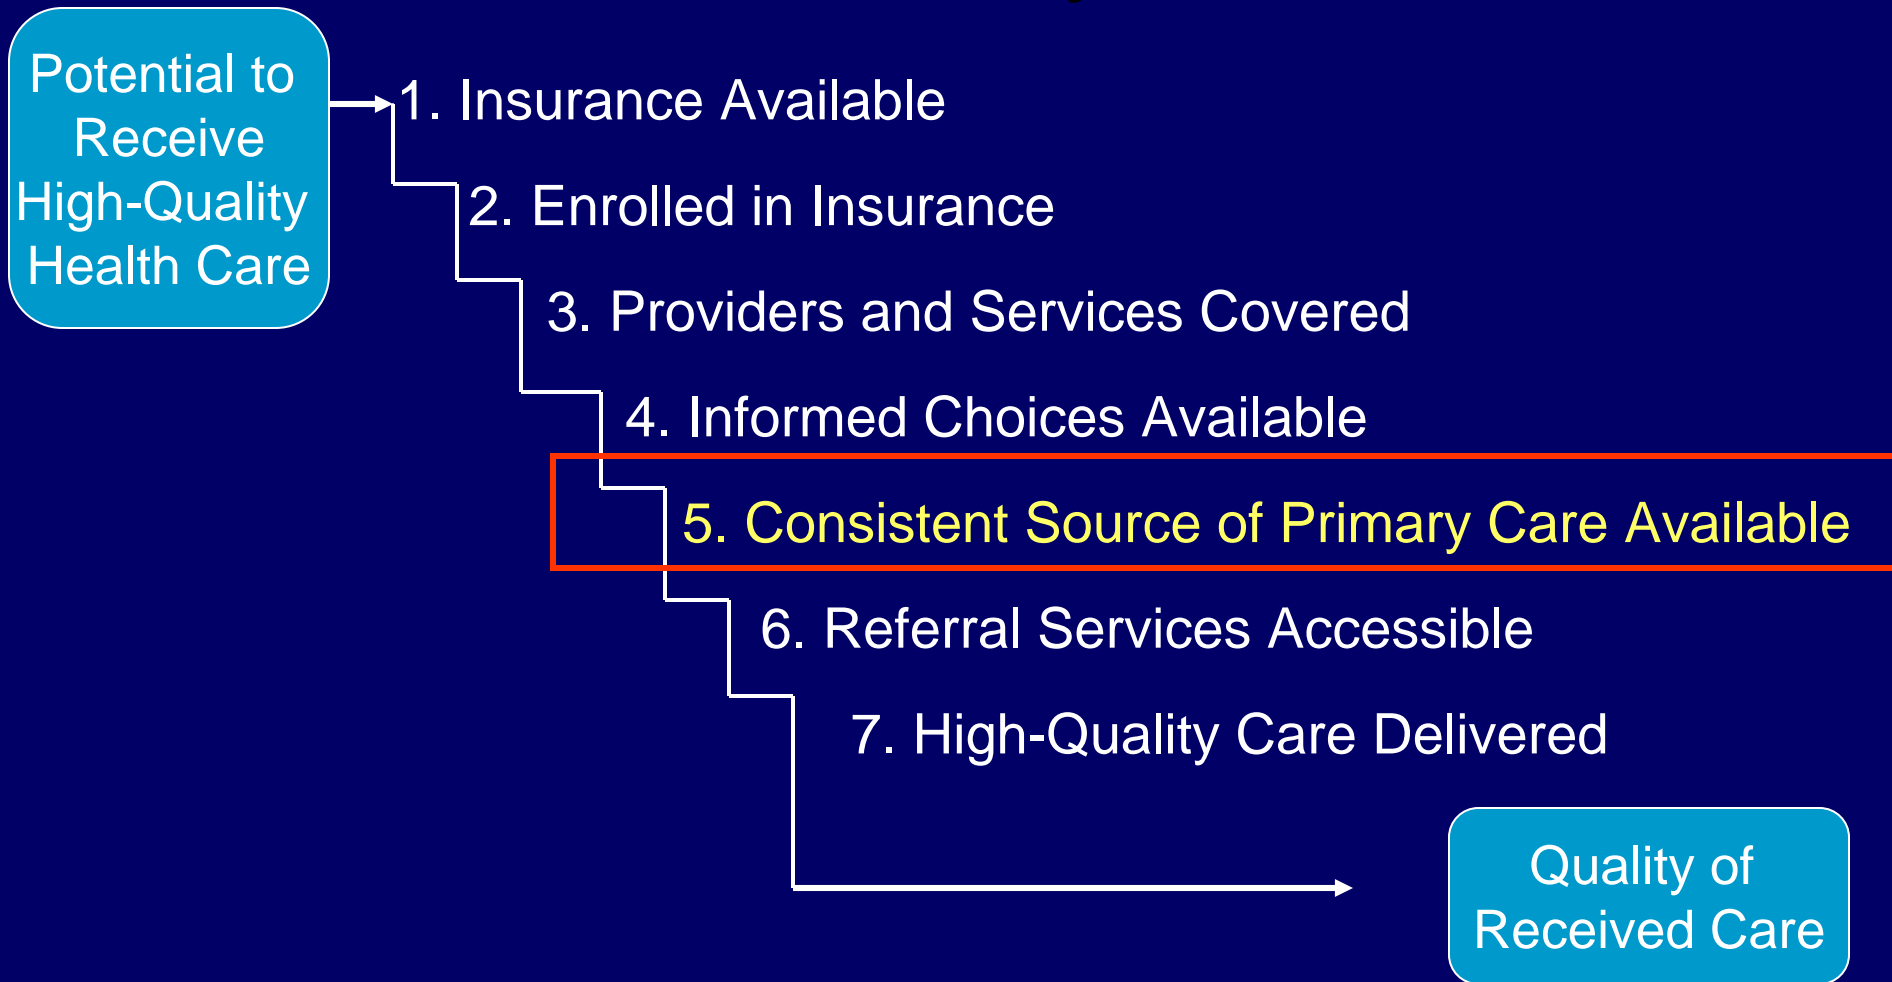 Potential to
Receive
High-Quality
Health Care
1. Insurance Available
2. Enrolled in Insurance
3. Providers and Services Covered
4. Informed Choices Available
5. Consistent Source of Primary Care Available
6. Referral Services Accessible
7. High-Quality Care Delivered
Quality of
Received Care